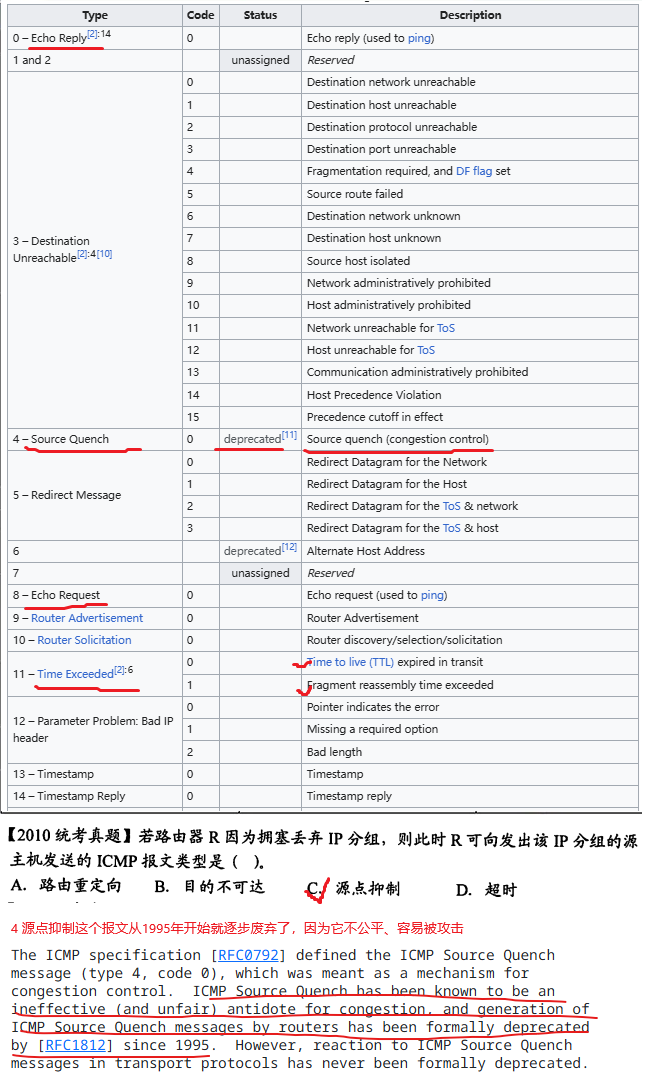 Type Code Status Description
0 – Echo Reply[2]:14 0 Echo reply (used to ping)
1 and 2 unassigned Reserved
0 Destination network unreachable
1 Destination host unreachable
2 Destination protocol unreachable
3 Destination port unreachable
4 Fragmentation required, and DF flag set
5 Source route failed
6 Destination network unknown
7 Destination host unknown
3 – Destination
Unreachable[2]:4[10]
8 Source host isolated
9 Network administratively prohibited
10 Host administratively prohibited
11 Network unreachable for ToS
12 Host unreachable for ToS
13 Communication administratively prohibited
14 Host Precedence Violation
15 Precedence cutoff in effect
4 – Source Quench 0 deprecated[11] Source quench (congestion control)
0 Redirect Datagram for the Network
1 Redirect Datagram for the Host
5 – Redirect Message
2 Redirect Datagram for the ToS & network
3 Redirect Datagram for the ToS & host
6 deprecated[12] Alternate Host Address
7 unassigned Reserved
8 – Echo Request 0 Echo request (used to ping)
9 – Router Advertisement 0 Router Advertisement
10 – Router Solicitation 0 Router discovery/selection/solicitation
11 – Time Exceeded[2]:6
0 Time to live (TTL) expired in transit
1 Fragment reassembly time exceeded
12 – Parameter Problem: Bad IP
header
0 Pointer indicates the error
1 Missing a required option
2 Bad length
13 – Timestamp 0 Timestamp
14 – Timestamp Reply 0 Timestamp reply
【2010 统考真题】若路由器 R 因为拥塞丢弃 IP 分组，则此时 R 可向发出该 IP 分组的源
主机发送的 ICMP 报文类型是（ ）。
A. 路由重定向 B. 目的不可达 C. 源点抑制 D. 超时
4 源点抑制这个报文从1995年开始就逐步废弃了，因为它不公平、容易被攻击
The ICMP specification [RFC0792] defined the ICMP Source Quench
message (type 4, code 0), which was meant as a mechanism for
congestion control. ICMP Source Quench has been known to be an
ineffective (and unfair) antidote for congestion, and generation of
ICMP Source Quench messages by routers has been formally deprecated
by [RFC1812] since 1995. However, reaction to ICMP Source Quench
messages in transport protocols has never been formally deprecated.